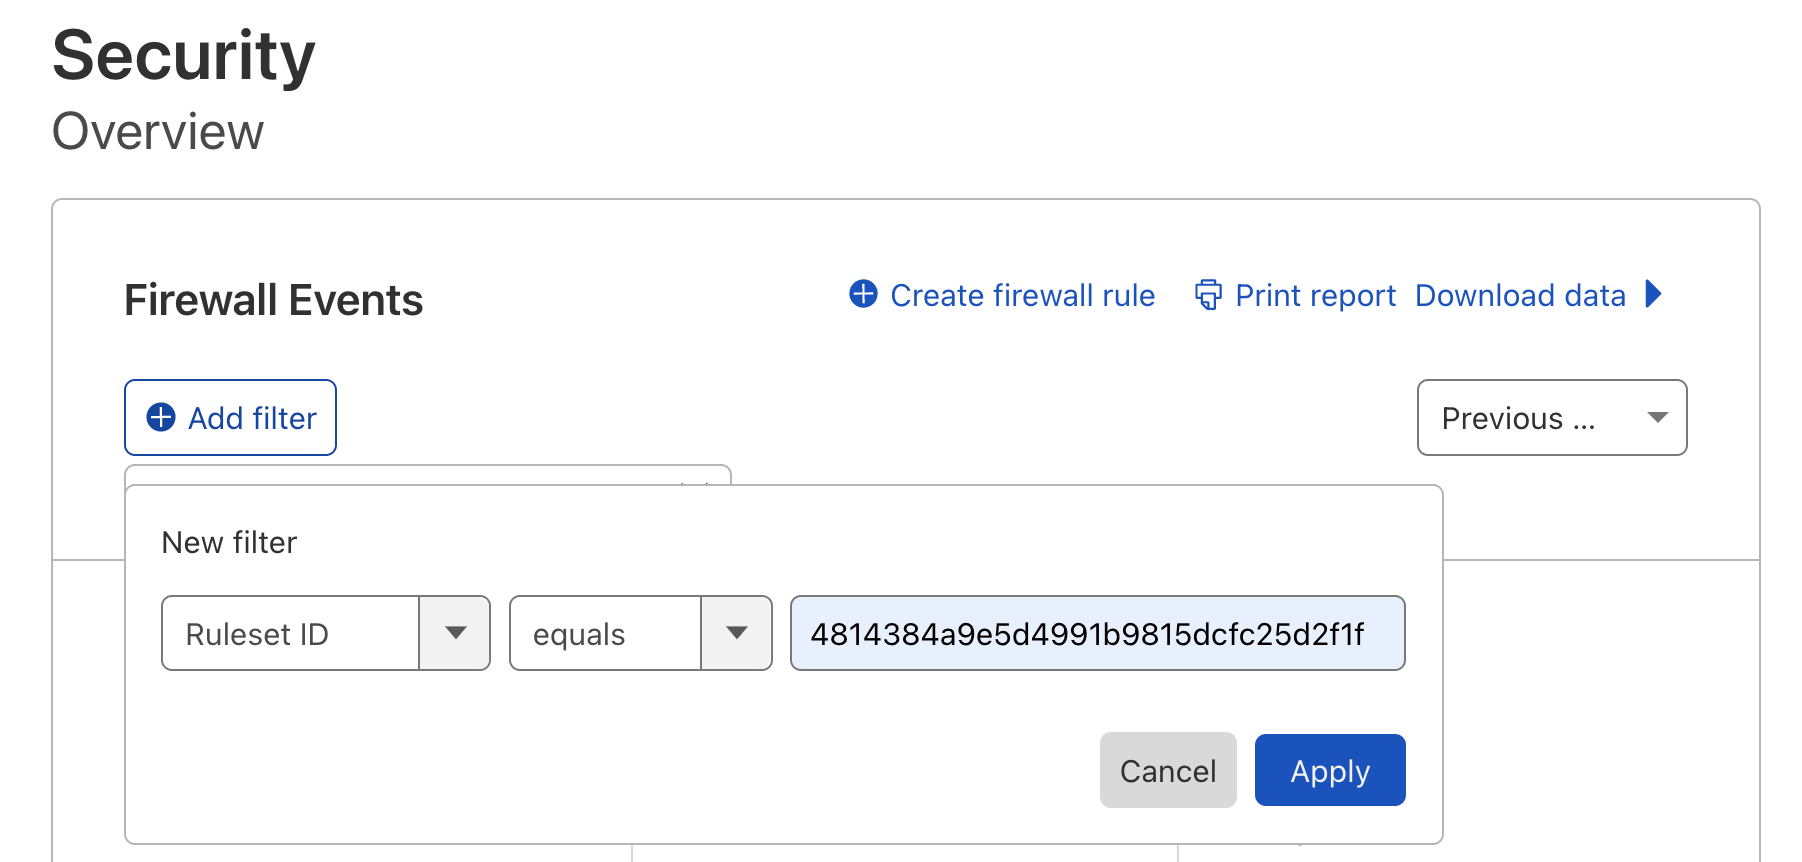 Security
Overview
Firewall Events
Create firewall rule
Print report
Download data
Add filter
Previous ...
New filter
Ruleset ID
equals
4814384a9e5d4991b9815dcfc25d2f1f
Cancel
Apply